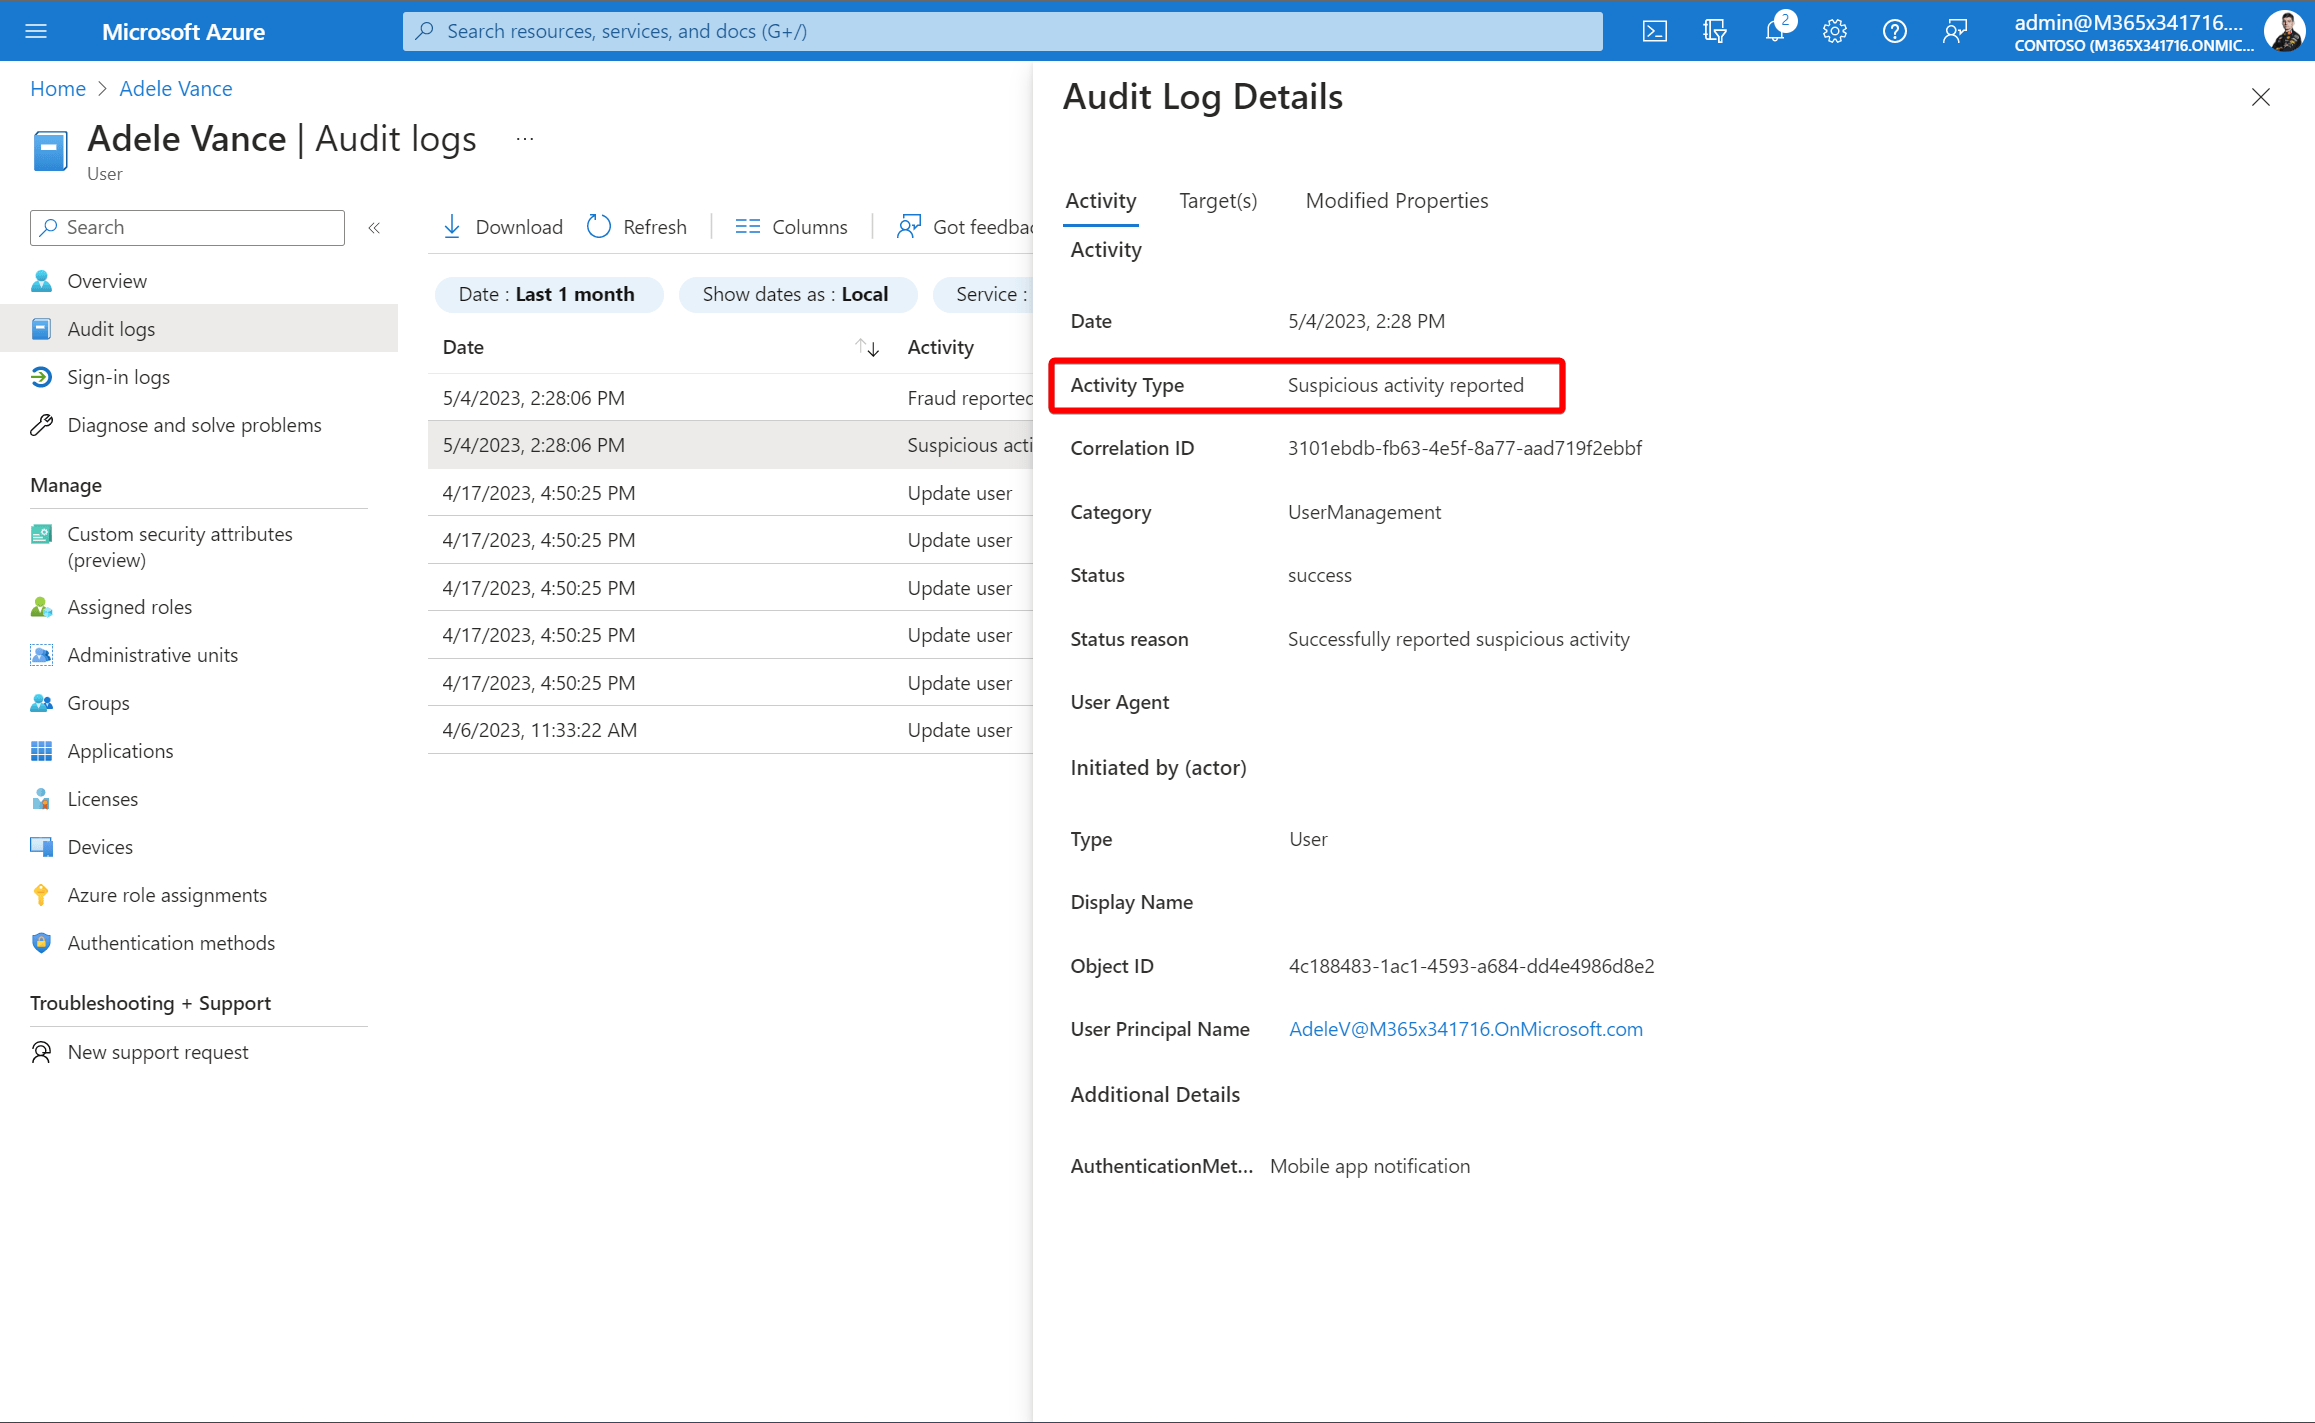 Microsoft Azure
Search resources, services, and docs (G+/)
2
admin@M365x341716....
CONTOSO (M365X341716.ONMIC...
Home > Adele Vance
Adele Vance | Audit logs ...
User
Search
«
Overview
Audit logs
Sign-in logs
Diagnose and solve problems
Manage
Custom security attributes
(preview)
Assigned roles
Administrative units
Groups
Applications
Licenses
Devices
Azure role assignments
Authentication methods
Troubleshooting + Support
New support request
Download Refresh Columns Got feedbac
Date : Last 1 month Show dates as : Local Service :
Date Activity
5/4/2023, 2:28:06 PM Fraud reported
5/4/2023, 2:28:06 PM Suspicious acti
4/17/2023, 4:50:25 PM Update user
4/17/2023, 4:50:25 PM Update user
4/17/2023, 4:50:25 PM Update user
4/17/2023, 4:50:25 PM Update user
4/17/2023, 4:50:25 PM Update user
4/6/2023, 11:33:22 AM Update user
Audit Log Details
Activity Target(s) Modified Properties
Activity
Date 5/4/2023, 2:28 PM
Activity Type Suspicious activity reported
Correlation ID 3101ebdb-fb63-4e5f-8a77-aad719f2ebbf
Category UserManagement
Status success
Status reason Successfully reported suspicious activity
User Agent
Initiated by (actor)
Type User
Display Name
Object ID 4c188483-1ac1-4593-a684-dd4e4986d8e2
User Principal Name AdeleV@M365x341716.OnMicrosoft.com
Additional Details
AuthenticationMet... Mobile app notification